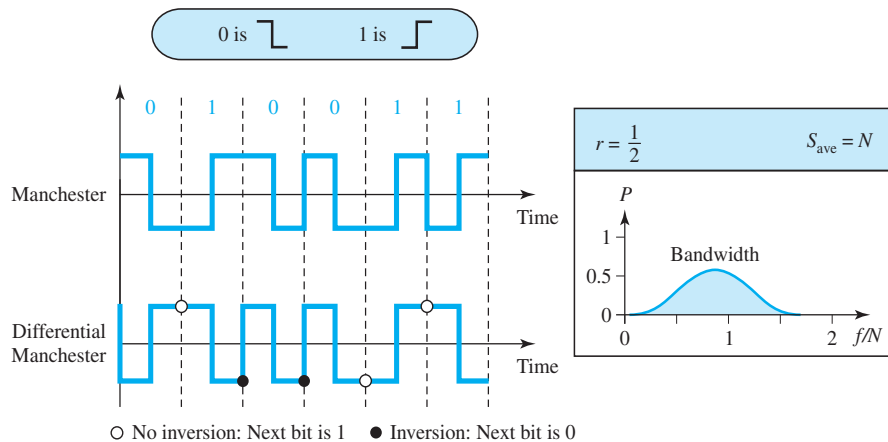 0 is 1 is
0 1 0 0 1 1
Manchester
Time
Differential
Manchester
Time
○ No inversion: Next bit is 1 ● Inversion: Next bit is 0
r = 1/2 S_ave = N
P
Bandwidth
1
0.5
0
0 1 2 f/N